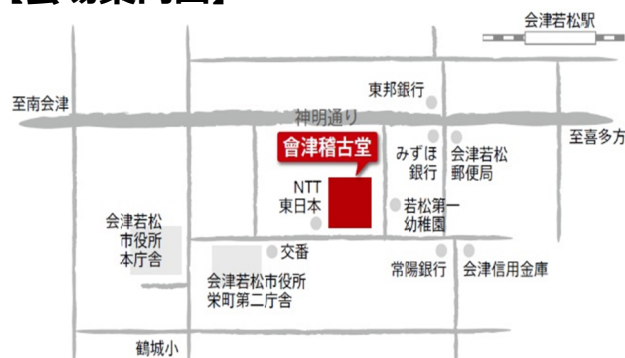 会津若松駅
東邦銀行
至南会津
神明通り
至喜多方
會津稽古堂
みずほ
銀行
会津若松
郵便局
NTT
東日本
若松第一
幼稚園
会津若松
市役所
本庁舎
交番
常陽銀行
会津信用金庫
会津若松市役所
栄町第二庁舎
鶴城小